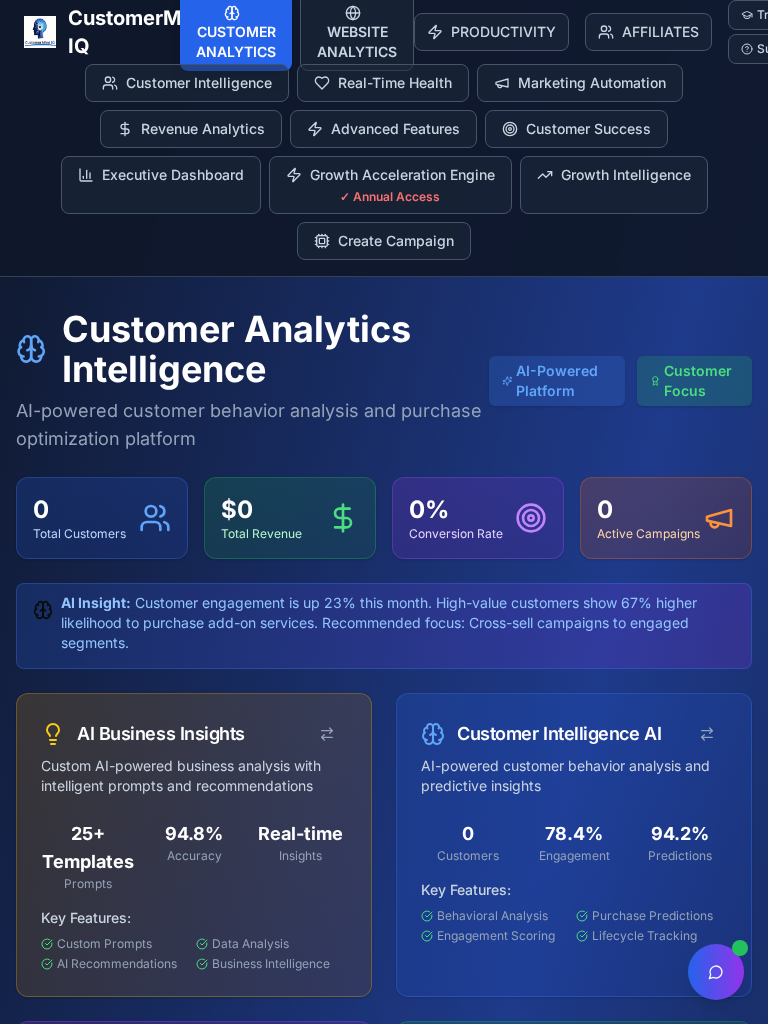 CustomerM
IQ
CUSTOMER
ANALYTICS
WEBSITE
ANALYTICS
PRODUCTIVITY
AFFILIATES
Customer Intelligence
Real-Time Health
Marketing Automation
Revenue Analytics
Advanced Features
Customer Success
Executive Dashboard
Growth Acceleration Engine
✓ Annual Access
Growth Intelligence
Create Campaign
Customer Analytics
Intelligence
AI-powered customer behavior analysis and purchase
optimization platform
AI-Powered
Platform
Customer
Focus
0
Total Customers
$0
Total Revenue
0%
Conversion Rate
0
Active Campaigns
AI Insight: Customer engagement is up 23% this month. High-value customers show 67% higher
likelihood to purchase add-on services. Recommended focus: Cross-sell campaigns to engaged
segments.
AI Business Insights
Custom AI-powered business analysis with
intelligent prompts and recommendations
25+
Templates
Prompts
94.8%
Accuracy
Real-time
Insights
Key Features:
Custom Prompts
Data Analysis
AI Recommendations
Business Intelligence
Customer Intelligence AI
AI-powered customer behavior analysis and
predictive insights
0
Customers
78.4%
Engagement
94.2%
Predictions
Key Features:
Behavioral Analysis
Purchase Predictions
Engagement Scoring
Lifecycle Tracking